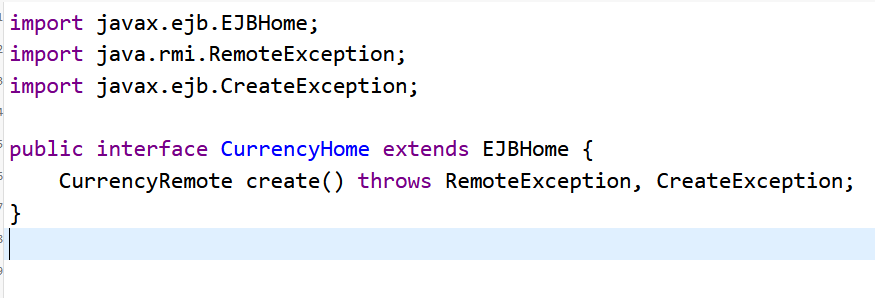 import javax.ejb.EJBHome;
import java.rmi.RemoteException;
import javax.ejb.CreateException;

public interface CurrencyHome extends EJBHome {
    CurrencyRemote create() throws RemoteException, CreateException;
}